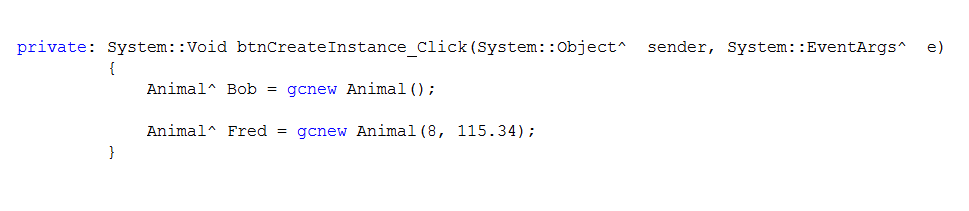 private: System::Void btnCreateInstance_Click(System::Object^  sender, System::EventArgs^  e)
{
Animal^ Bob = gcnew Animal();
Animal^ Fred = gcnew Animal(8, 115.34);
}